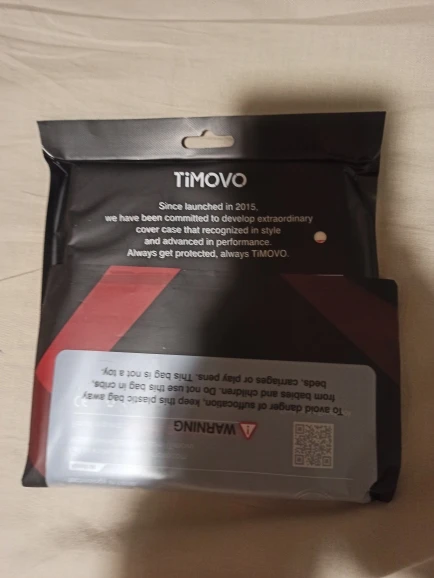 TiMOVO
Since launched in 2015,
we have been committed to develop extraordinary
cover case that recognized in style
and advanced in performance.
Always get protected, always TiMOVO.
WARNING
To avoid danger of suffocation, keep this plastic bag away
from babies and children. Do not use this bag in cribs,
beds, carriages or play pens. This bag is not a toy.